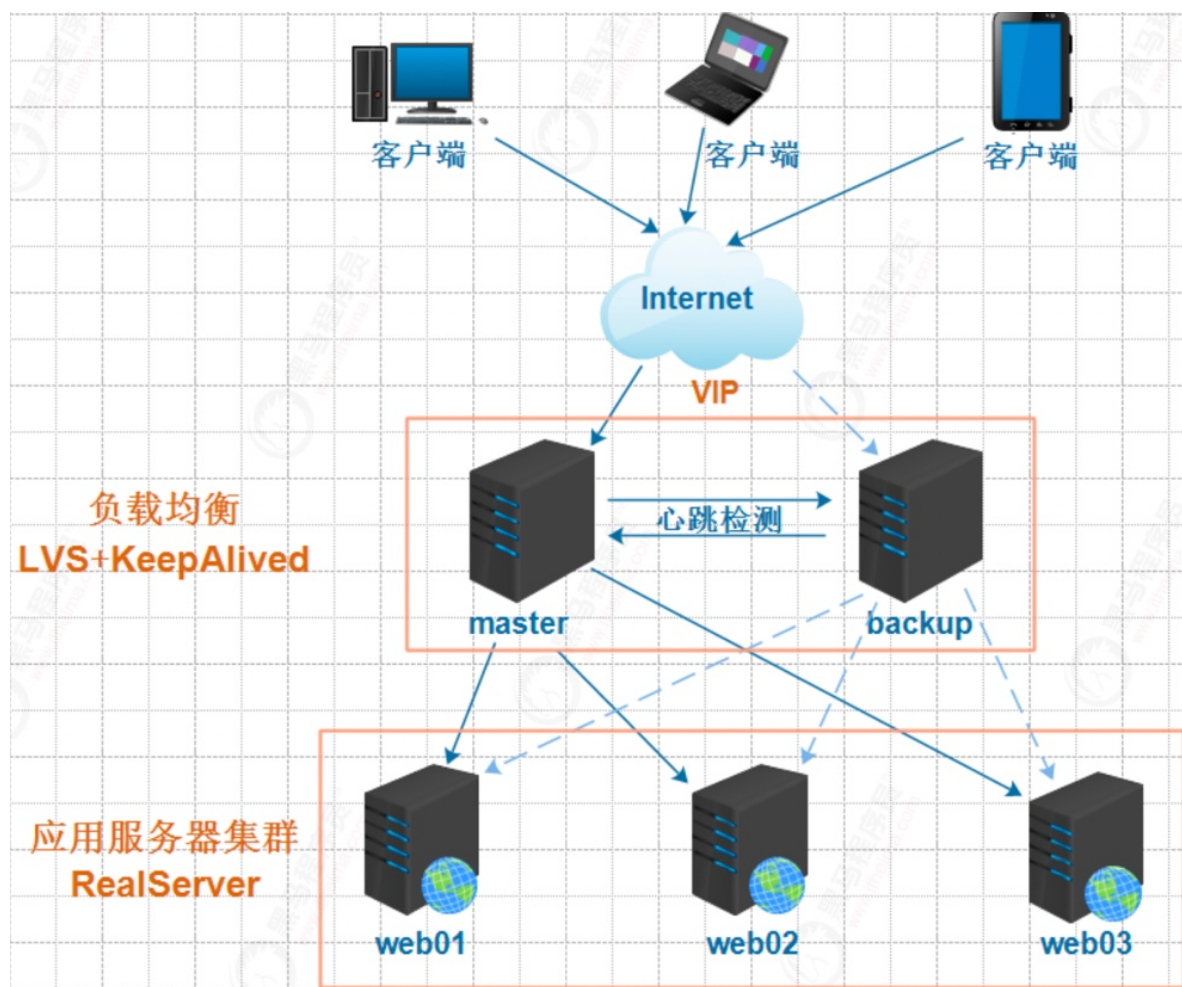 客户端
客户端
客户端
Internet
VIP
负载均衡
LVS+KeepAlived
心跳检测
master
backup
应用服务器集群
RealServer
web01
web02
web03